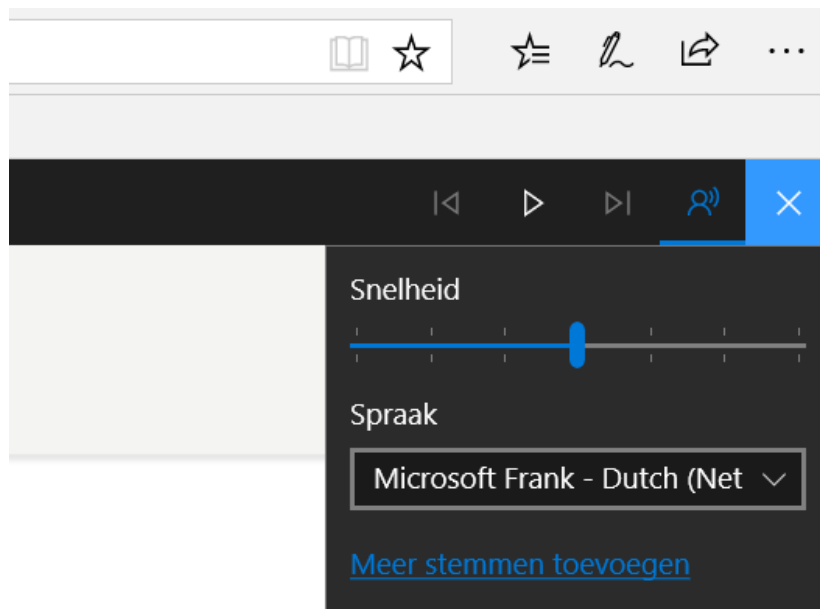 Snelheid
Spraak
Microsoft Frank - Dutch (Net
Meer stemmen toevoegen